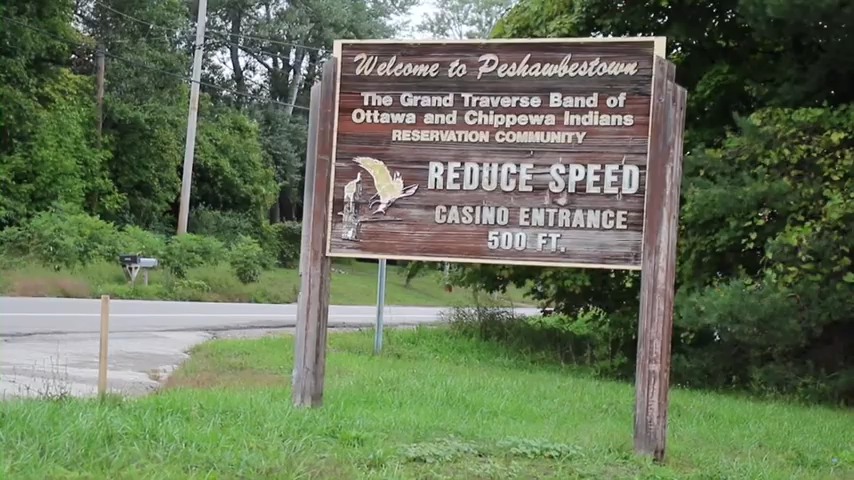 Welcome to Peshawbestown
The Grand Traverse Band of
Ottawa and Chippewa Indians
RESERVATION COMMUNITY
REDUCE SPEED
CASINO ENTRANCE
500 FT.